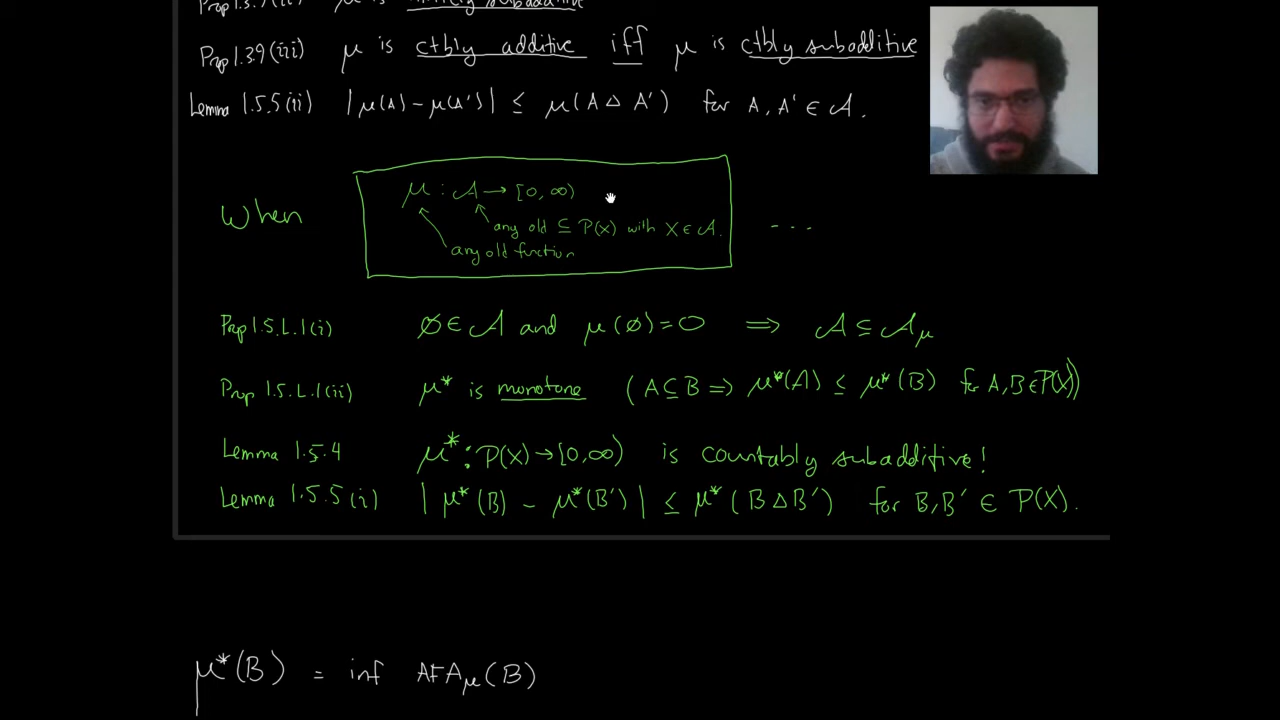 μ is
Prop 1.3.9 (iii) μ is ctbly additive iff μ is ctbly subadditive
Lemma 1.5.5 (ii) |μ(A) - μ(A')| ≤ μ(A Δ A') for A, A' ∈ 𝒜.
When μ : 𝒜 → [0, ∞) ...
any old ⊆ P(X) with X ∈ 𝒜.
any old function
Prop 1.5.L.1(i) ∅ ∈ 𝒜 and μ(∅) = 0 ⟹ 𝒜 ⊆ 𝒜μ
Prop 1.5.L.1(ii) μ* is monotone (A ⊆ B ⟹ μ*(A) ≤ μ*(B) for A, B ∈ P(X))
Lemma 1.5.4 μ* : P(X) → [0, ∞) is countably subadditive!
Lemma 1.5.5 (i) |μ*(B) - μ*(B')| ≤ μ*(B Δ B') for B, B' ∈ P(X).
μ*(B) = inf AFAμ(B)